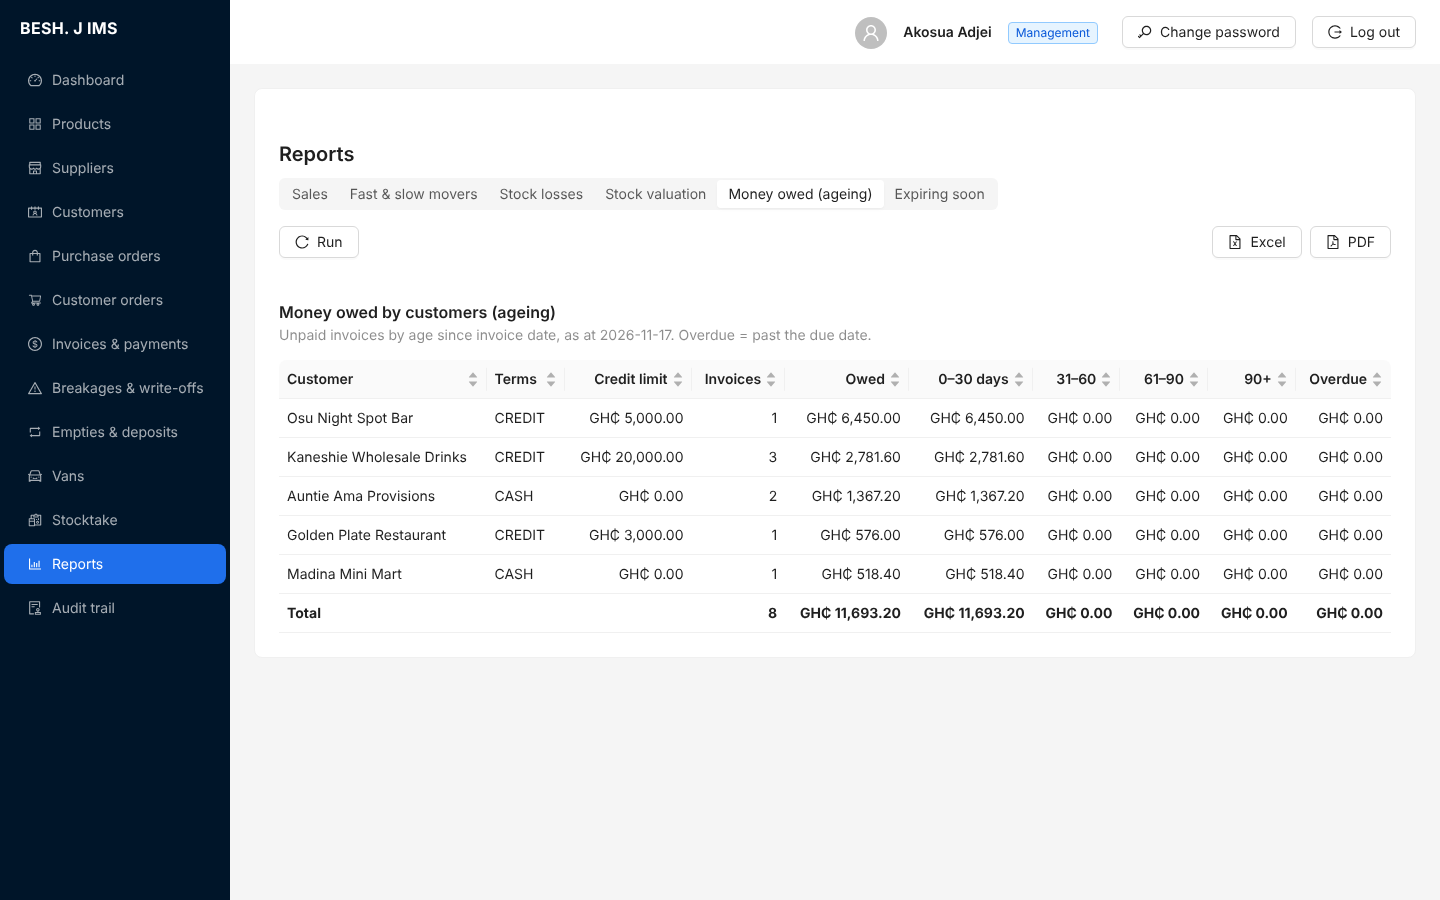 BESH. J IMS
Dashboard
Products
Suppliers
Customers
Purchase orders
Customer orders
Invoices & payments
Breakages & write-offs
Empties & deposits
Vans
Stocktake
Reports
Audit trail
Akosua Adjei Management Change password Log out
Reports
Sales Fast & slow movers Stock losses Stock valuation Money owed (ageing) Expiring soon
Run Excel PDF
Money owed by customers (ageing)
Unpaid invoices by age since invoice date, as at 2026-11-17. Overdue = past the due date.
Customer Terms Credit limit Invoices Owed 0–30 days 31–60 61–90 90+ Overdue
Osu Night Spot Bar CREDIT GH₵ 5,000.00 1 GH₵ 6,450.00 GH₵ 6,450.00 GH₵ 0.00 GH₵ 0.00 GH₵ 0.00 GH₵ 0.00
Kaneshie Wholesale Drinks CREDIT GH₵ 20,000.00 3 GH₵ 2,781.60 GH₵ 2,781.60 GH₵ 0.00 GH₵ 0.00 GH₵ 0.00 GH₵ 0.00
Auntie Ama Provisions CASH GH₵ 0.00 2 GH₵ 1,367.20 GH₵ 1,367.20 GH₵ 0.00 GH₵ 0.00 GH₵ 0.00 GH₵ 0.00
Golden Plate Restaurant CREDIT GH₵ 3,000.00 1 GH₵ 576.00 GH₵ 576.00 GH₵ 0.00 GH₵ 0.00 GH₵ 0.00 GH₵ 0.00
Madina Mini Mart CASH GH₵ 0.00 1 GH₵ 518.40 GH₵ 518.40 GH₵ 0.00 GH₵ 0.00 GH₵ 0.00 GH₵ 0.00
Total 8 GH₵ 11,693.20 GH₵ 11,693.20 GH₵ 0.00 GH₵ 0.00 GH₵ 0.00 GH₵ 0.00